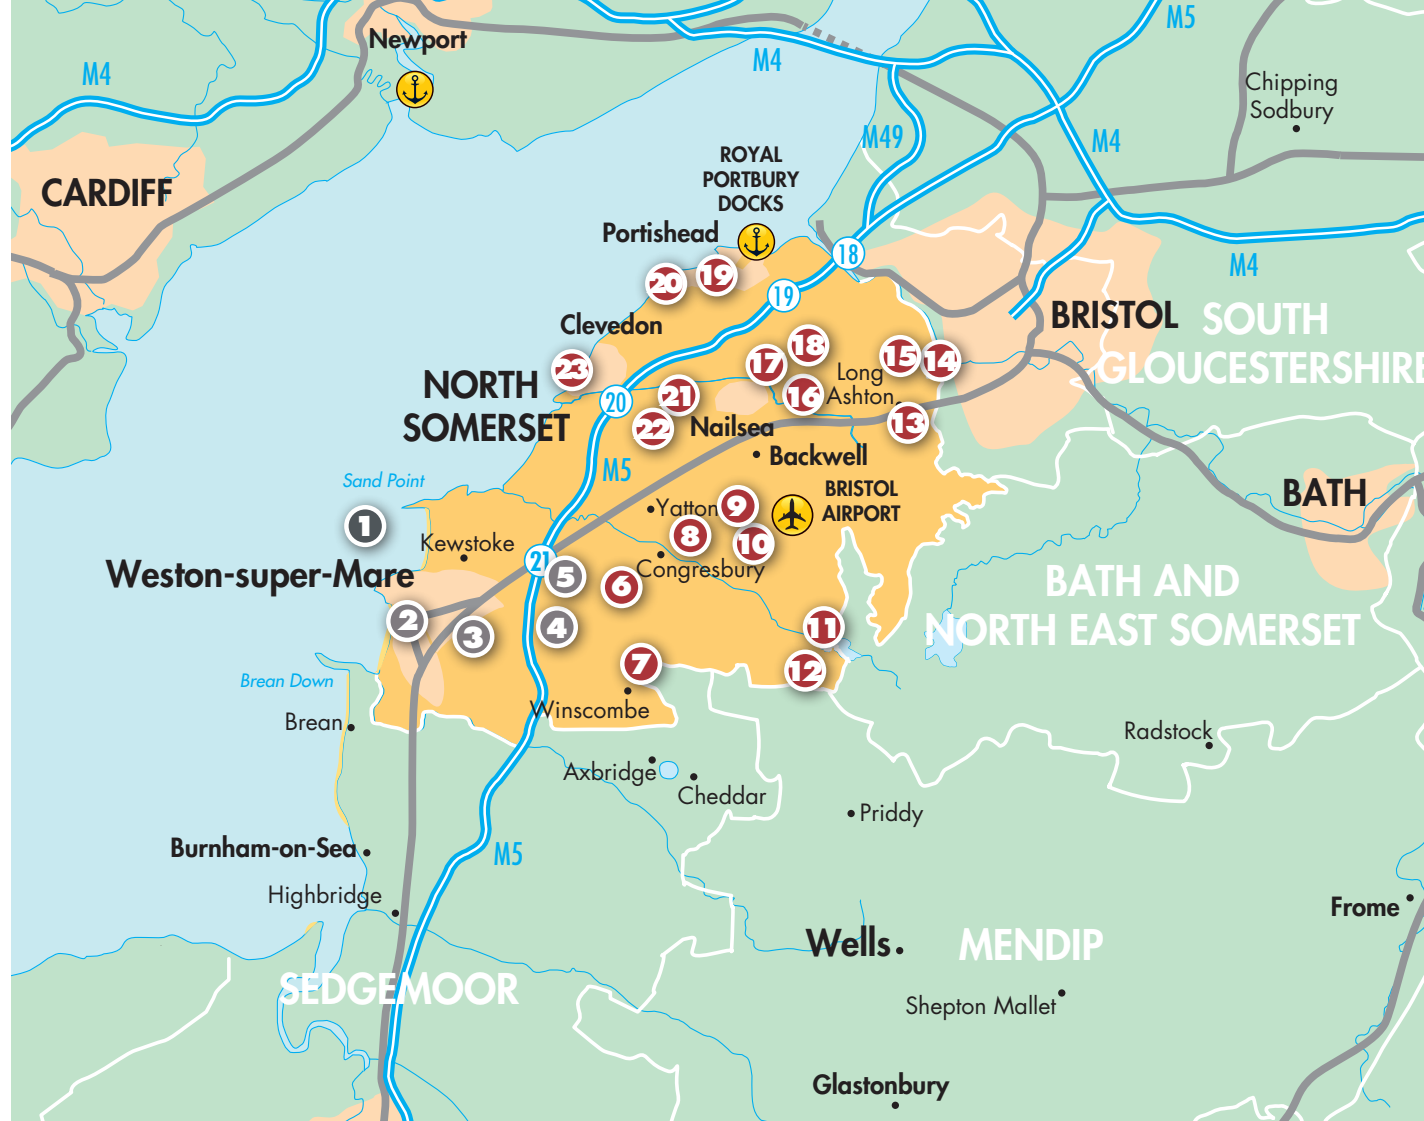 M5
Newport
M4
M4
Chipping
Sodbury
M49
M4
ROYAL
PORTBURY
DOCKS
CARDIFF
Portishead
18
M4
20
19
19
BRISTOL
SOUTH
GLOUCESTERSHIRE
Clevedon
18
15
14
17
23
Long
Ashton
NORTH
SOMERSET
20
21
16
22
Nailsea
13
Backwell
M5
Sand Point
BRISTOL
AIRPORT
BATH
Yatton
9
1
8
10
Kewstoke
21
5
Congresbury
6
Weston-super-Mare
BATH AND
NORTH EAST SOMERSET
2
3
4
11
7
12
Brean Down
Winscombe
Brean
Radstock
Axbridge
Cheddar
Priddy
Burnham-on-Sea
M5
Highbridge
Frome
Wells
MENDIP
SEDGEMOOR
Shepton Mallet
Glastonbury